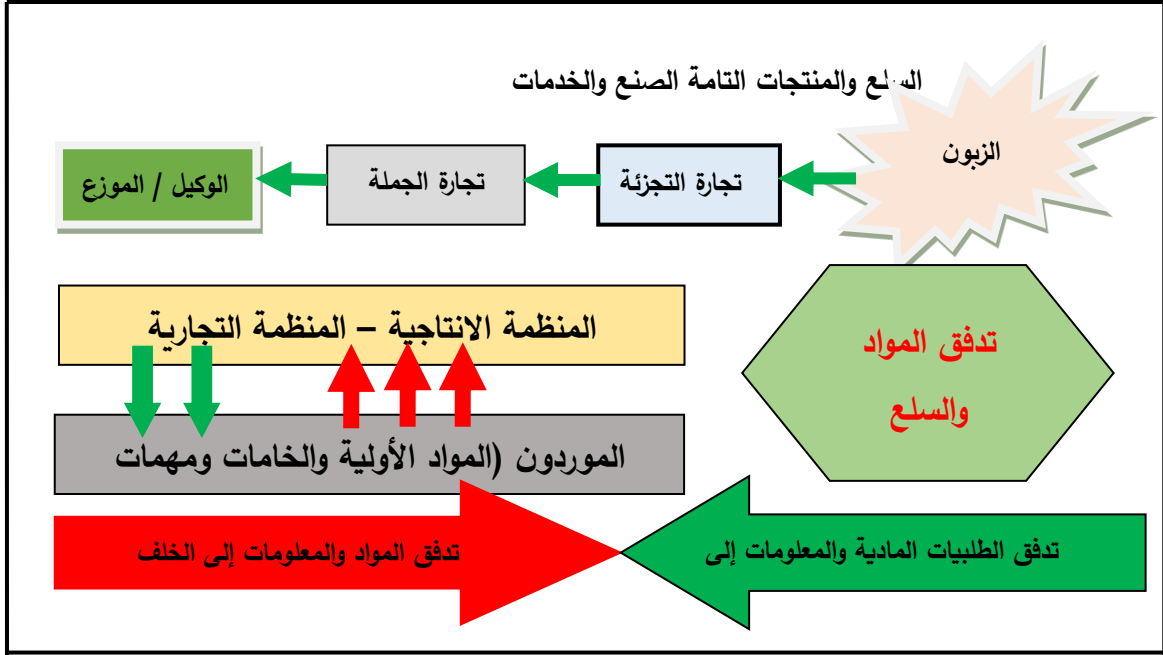 السلع والمنتجات التامة الصنع والخدمات
الزبون
تجارة التجزئة
تجارة الجملة
الوكيل / الموزع
المنظمة الانتاجية – المنظمة التجارية
تدفق المواد
والسلع
الموردون (المواد الأولية والخامات ومهمات
تدفق الطلبيات المادية والمعلومات إلى
تدفق المواد والمعلومات إلى الخلف